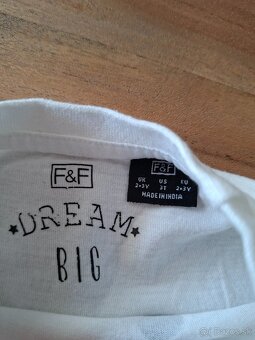 F&F
DREAM
BIG
F&F
UK US EU
2-3Y 3T 2-3Y
MADE IN INDIA